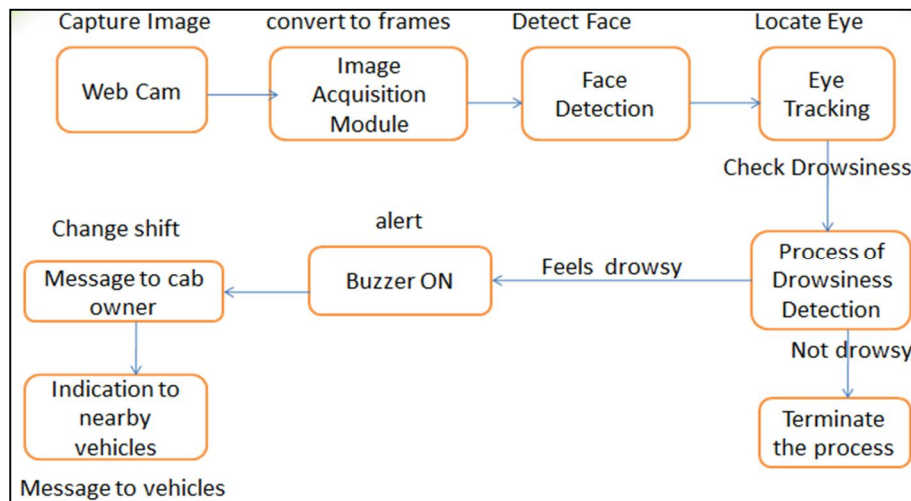 Capture Image
convert to frames
Detect Face
Locate Eye
Web Cam
Image
Acquisition
Module
Face
Detection
Eye
Tracking
Check Drowsiness
Process of
Drowsiness
Detection
Feels drowsy
alert
Buzzer ON
Change shift
Message to cab
owner
Indication to
nearby
vehicles
Message to vehicles
Not drowsy
Terminate
the process